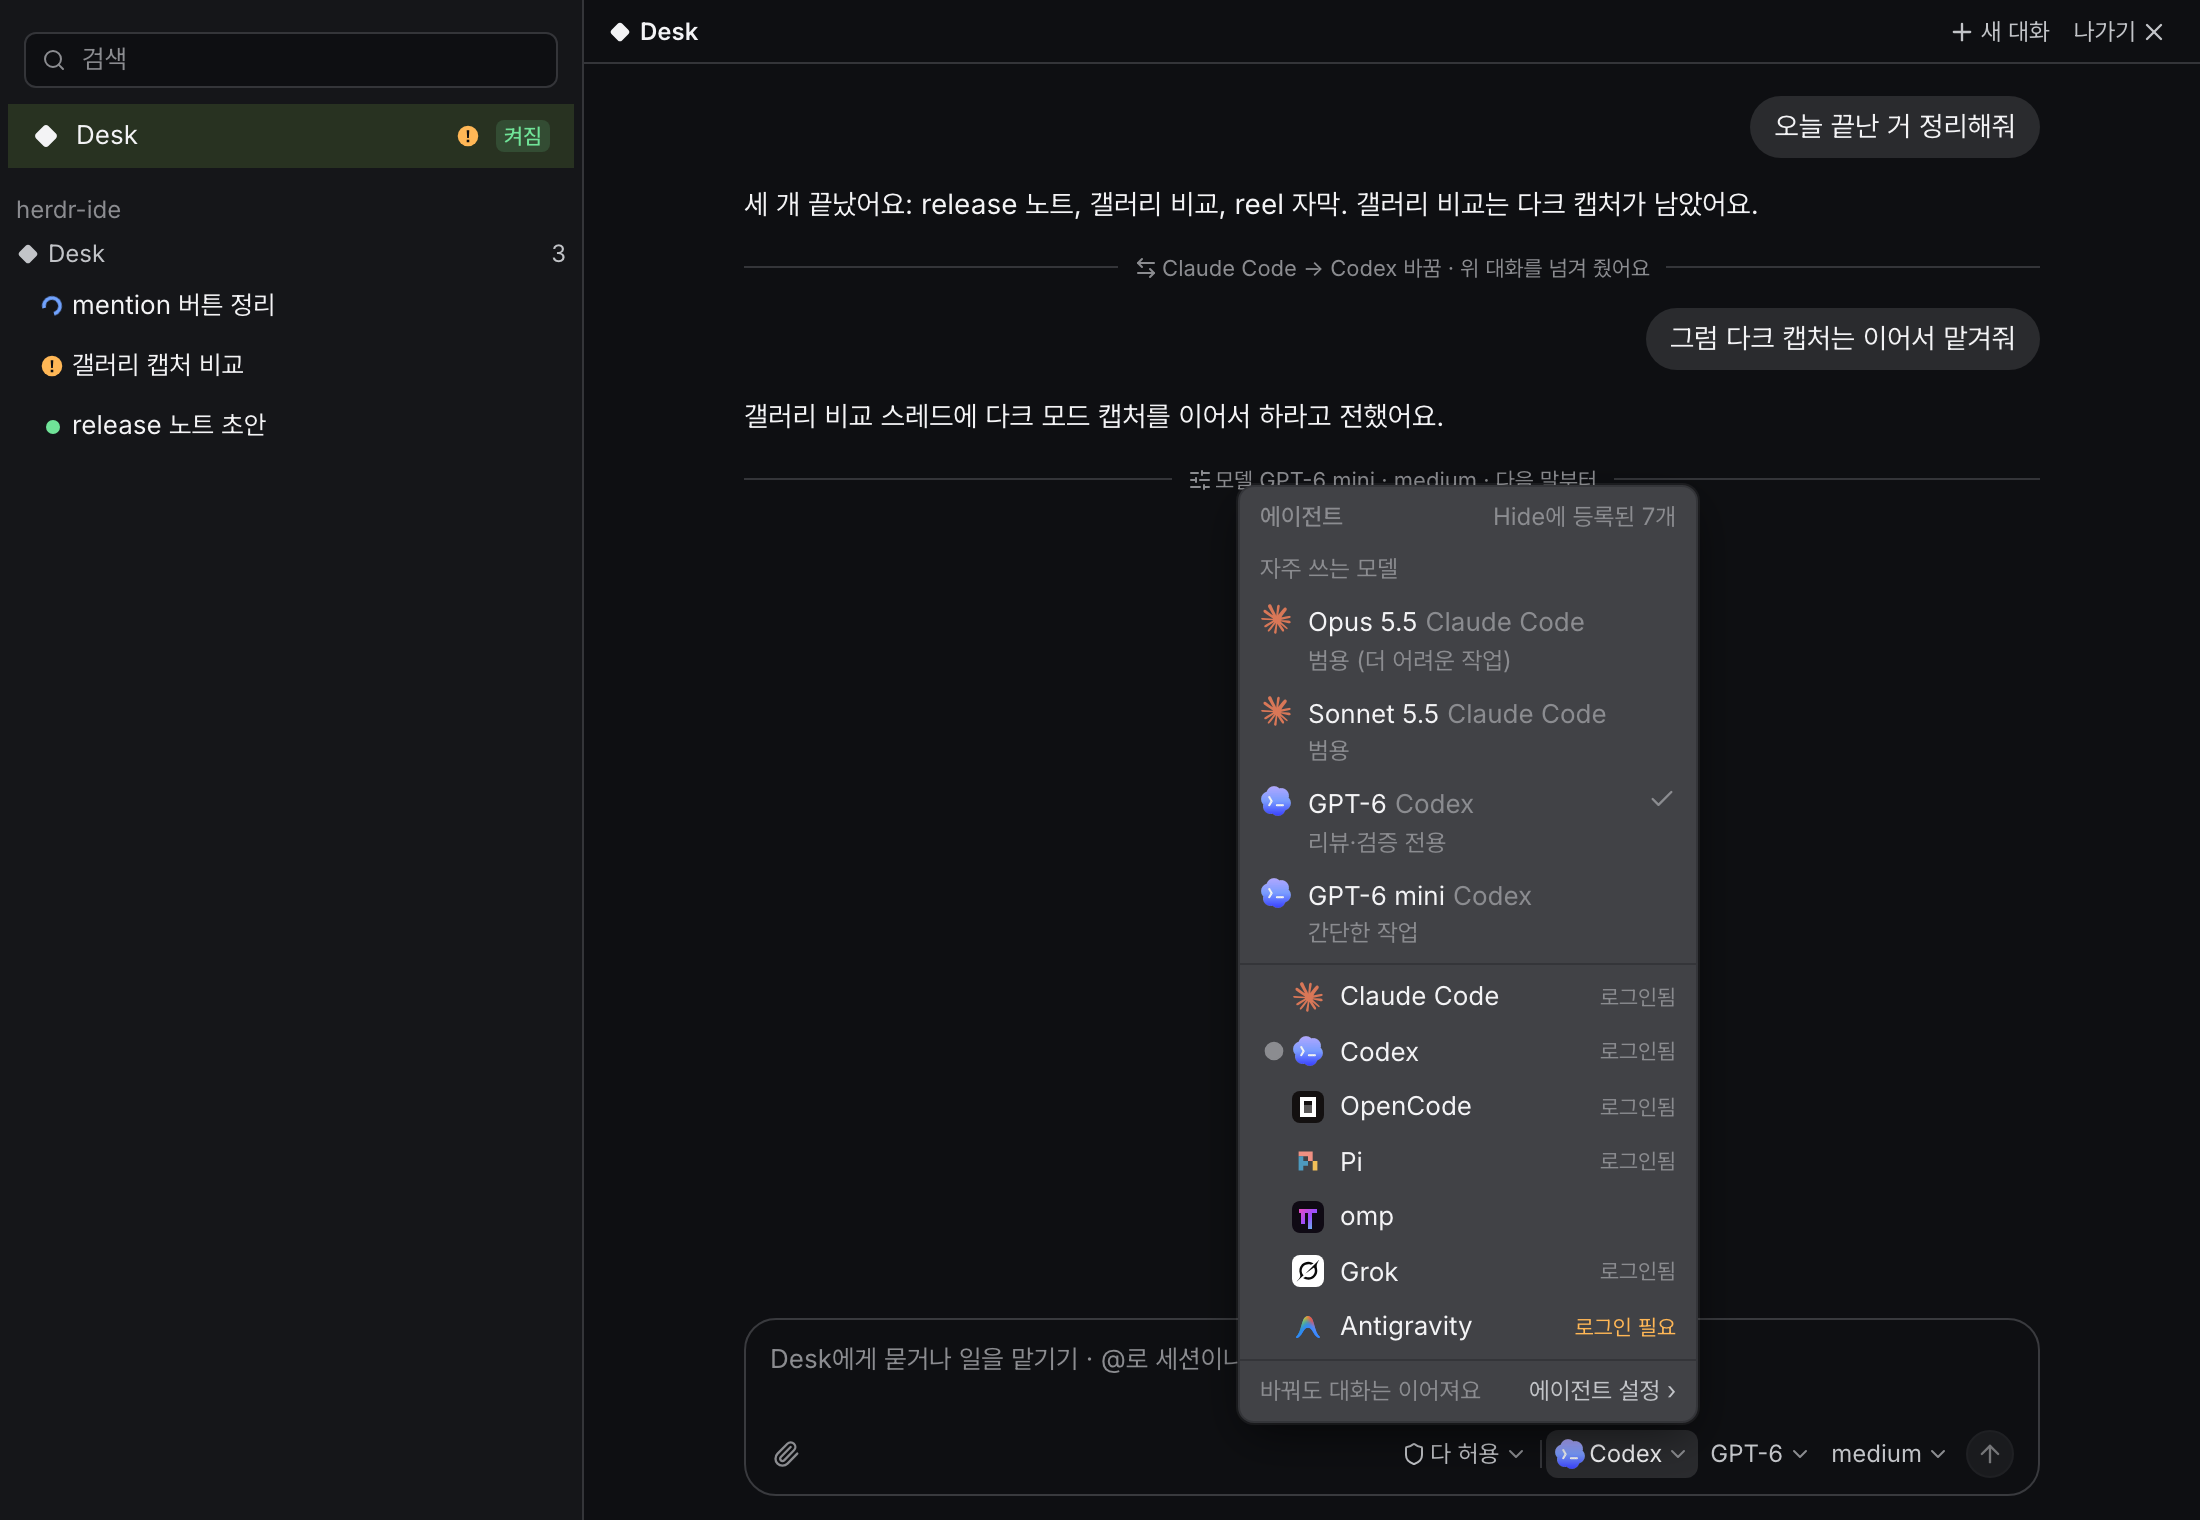 검색
Desk
켜짐
herdr-ide
Desk 3
mention 버튼 정리
갤러리 캡처 비교
release 노트 초안
Desk
새 대화 나가기
오늘 끝난 거 정리해줘
세 개 끝났어요: release 노트, 갤러리 비교, reel 자막. 갤러리 비교는 다크 캡처가 남았어요.
Claude Code → Codex 바꿈 · 위 대화를 넘겨 줬어요
그럼 다크 캡처는 이어서 맡겨줘
갤러리 비교 스레드에 다크 모드 캡처를 이어서 하라고 전했어요.
모델 GPT-6 mini · medium · 다음 말부터
에이전트 Hide에 등록된 7개
자주 쓰는 모델
Opus 5.5 Claude Code
범용 (더 어려운 작업)
Sonnet 5.5 Claude Code
범용
GPT-6 Codex
리뷰·검증 전용
GPT-6 mini Codex
간단한 작업
Claude Code 로그인됨
Codex 로그인됨
OpenCode 로그인됨
Pi 로그인됨
omp
Grok 로그인됨
Antigravity 로그인 필요
바꿔도 대화는 이어져요 에이전트 설정 ›
Desk에게 묻거나 일을 맡기기 · @로
다 허용 Codex GPT-6 medium